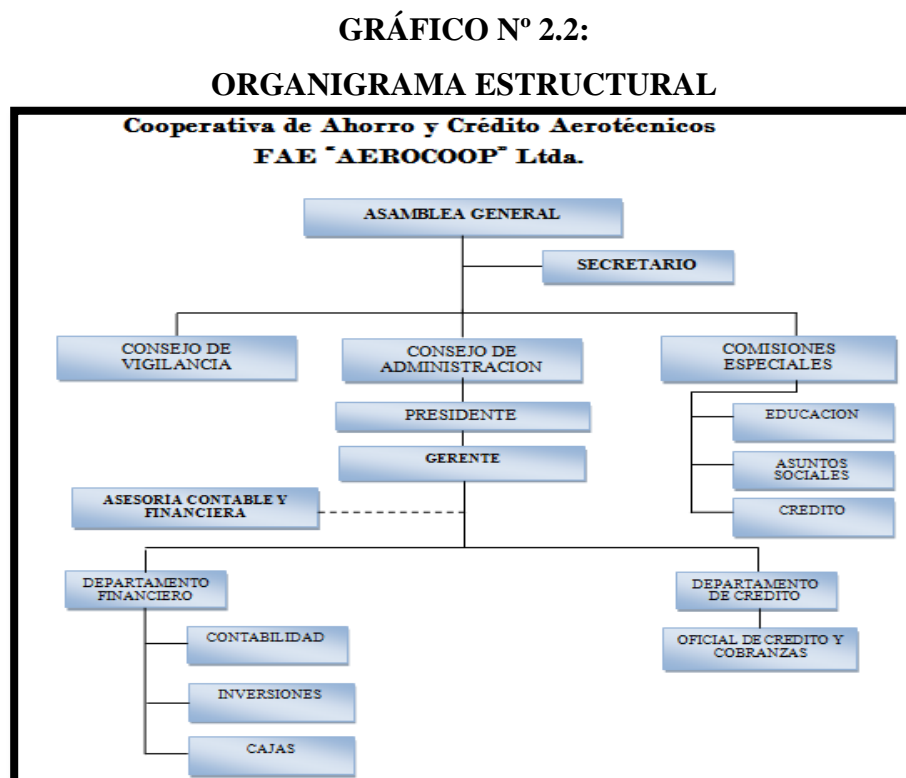 GRÁFICO Nº 2.2:
ORGANIGRAMA ESTRUCTURAL
Cooperativa de Ahorro y Crédito Aerotécnicos
FAE "AEROCOOP" Ltda.
ASAMBLEA GENERAL
SECRETARIO
CONSEJO DE
VIGILANCIA
CONSEJO DE
ADMINISTRACION
COMISIONES
ESPECIALES
PRESIDENTE
EDUCACION
GERENTE
ASUNTOS
SOCIALES
ASESORIA CONTABLE Y
FINANCIERA
CREDITO
DEPARTAMENTO
FINANCIERO
DEPARTAMENTO
DE CREDITO
CONTABILIDAD
OFICIAL DE CREDITO Y
COBRANZAS
INVERSIONES
CAJAS